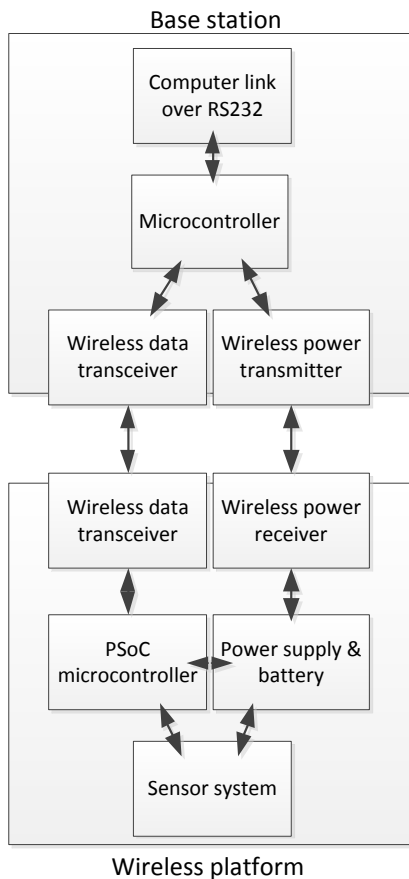 Base station
Computer link
over RS232
Microcontroller
Wireless data
transceiver
Wireless power
transmitter
Wireless data
transceiver
Wireless power
receiver
PSoC
microcontroller
Power supply &
battery
Sensor system
Wireless platform